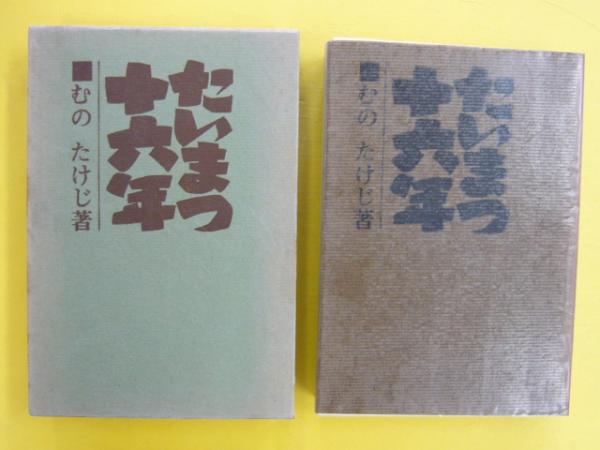 たいまつ
十六年
■むの たけじ著
たいまつ
十六年
■むの たけじ著